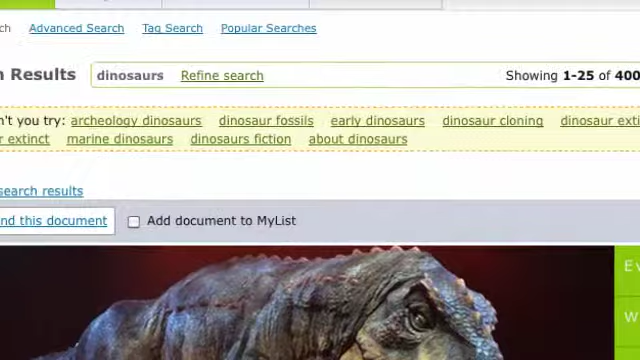 ch Advanced Search Tag Search Popular Searches
h Results dinosaurs Refine search Showing 1-25 of 400
n't you try: archeology dinosaurs dinosaur fossils early dinosaurs dinosaur cloning dinosaur exti
r extinct marine dinosaurs dinosaurs fiction about dinosaurs
search results
nd this document Add document to MyList
Ev
W